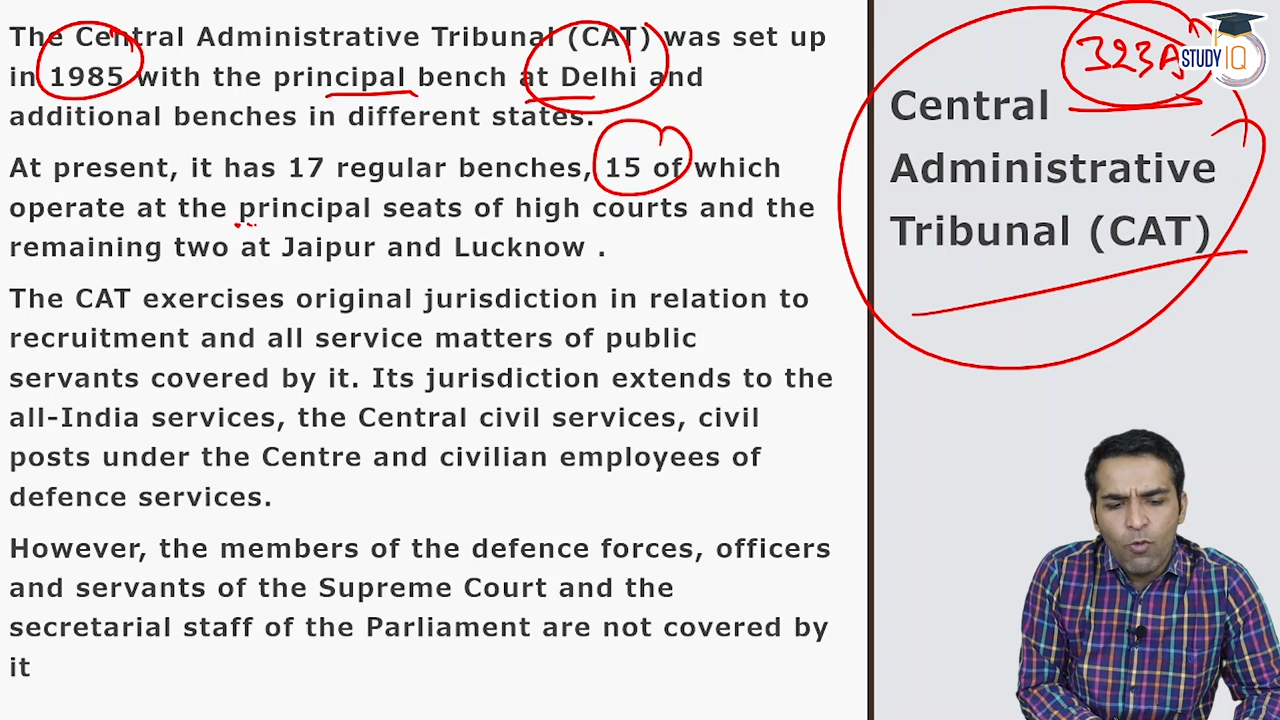 The Central Administrative Tribunal (CAT) was set up
in 1985 with the principal bench at Delhi and
additional benches in different states.
At present, it has 17 regular benches, 15 of which
operate at the principal seats of high courts and the
remaining two at Jaipur and Lucknow .
The CAT exercises original jurisdiction in relation to
recruitment and all service matters of public
servants covered by it. Its jurisdiction extends to the
all-India services, the Central civil services, civil
posts under the Centre and civilian employees of
defence services.
However, the members of the defence forces, officers
and servants of the Supreme Court and the
secretarial staff of the Parliament are not covered by
it
323A
STUDY IQ
Central
Administrative
Tribunal (CAT)